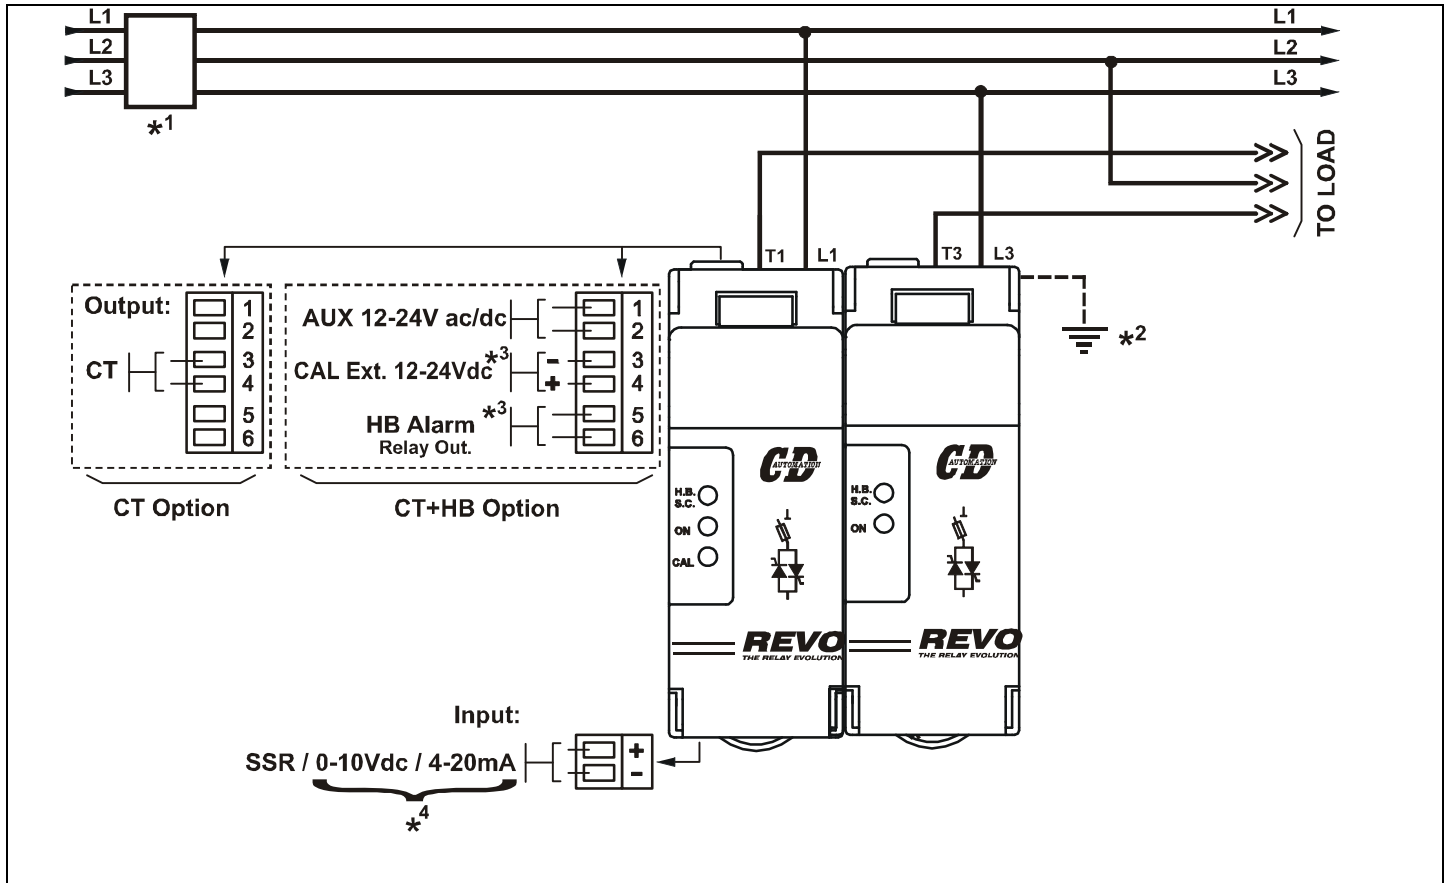 L1 L1
L2 L2
L3 L3
*1
TO LOAD
T1 L1 T3 L3
Output:
1
2
CT 3
4
5
6
CT Option
AUX 12-24V ac/dc 1
2
CAL Ext. 12-24Vdc *3 - 3
+ 4
HB Alarm *3 5
Relay Out. 6
CT+HB Option
*2
CD
AUTOMATION
H.B.
S.C.
ON
CAL
REVO
THE RELAY EVOLUTION
CD
AUTOMATION
H.B.
S.C.
ON
REVO
THE RELAY EVOLUTION
Input:
SSR / 0-10Vdc / 4-20mA + -
*4